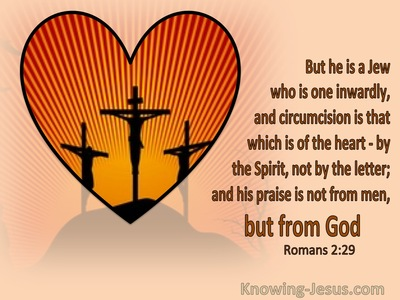 But he is a Jew
who is one inwardly,
and circumcision is that
which is of the heart - by
the Spirit, not by the letter;
and his praise is not from men,
but from God
Romans 2:29
Knowing-Jesus.com